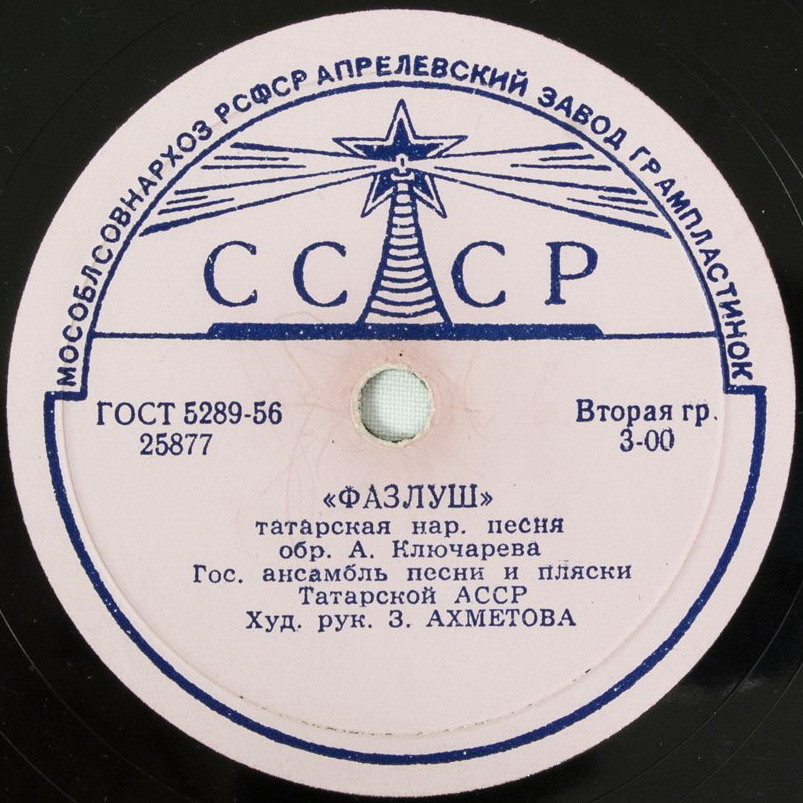 МОСОБЛСОВНАРХОЗ РСФСР АПРЕЛЕВСКИЙ ЗАВОД ГРАМПЛАСТИНОК
СССР
ГОСТ 5289-56
25877
Вторая гр.
3-00
«ФАЗЛУШ»
татарская нар. песня
обр. А. Ключарева
Гос. ансамбль песни и пляски
Татарской АССР
Худ. рук. З. АХМЕТОВА